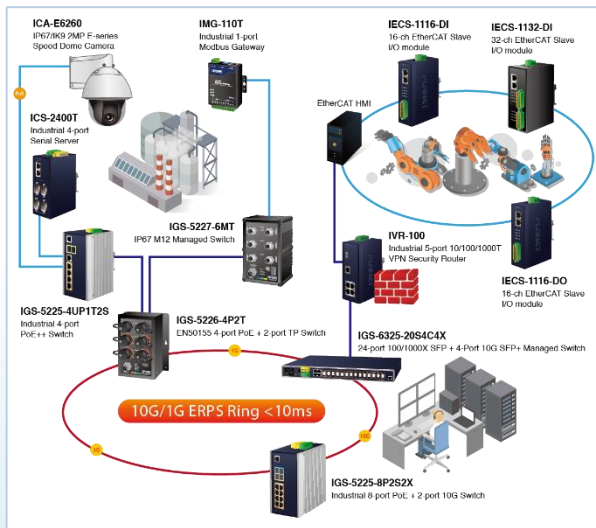 ICA-E6260
IP67/IK9 2MP E-series
Speed Dome Camera
IMG-110T
Industrial 1-port
Modbus Gateway
IECS-1116-DI
16-ch EtherCAT Slave
I/O module
IECS-1132-DI
32-ch EtherCAT Slave
I/O module
PoE
EtherCAT HMI
ICS-2400T
Industrial 4-port
Serial Server
IGS-5227-6MT
IP67 M12 Managed Switch
IVR-100
Industrial 5-port 10/100/1000T
VPN Security Router
IECS-1116-DO
16-ch EtherCAT Slave
I/O module
IGS-5225-4UP1T2S
Industrial 4-port
PoE++ Switch
IGS-5226-4P2T
EN50155 4-port PoE + 2-port TP Switch
IGS-6325-20S4C4X
24-port 100/1000X SFP + 4-Port 10G SFP+ Managed Switch
1G
10G/1G ERPS Ring <10ms
1G
10G
IGS-5225-8P2S2X
Industrial 8-port PoE + 2-port 10G Switch